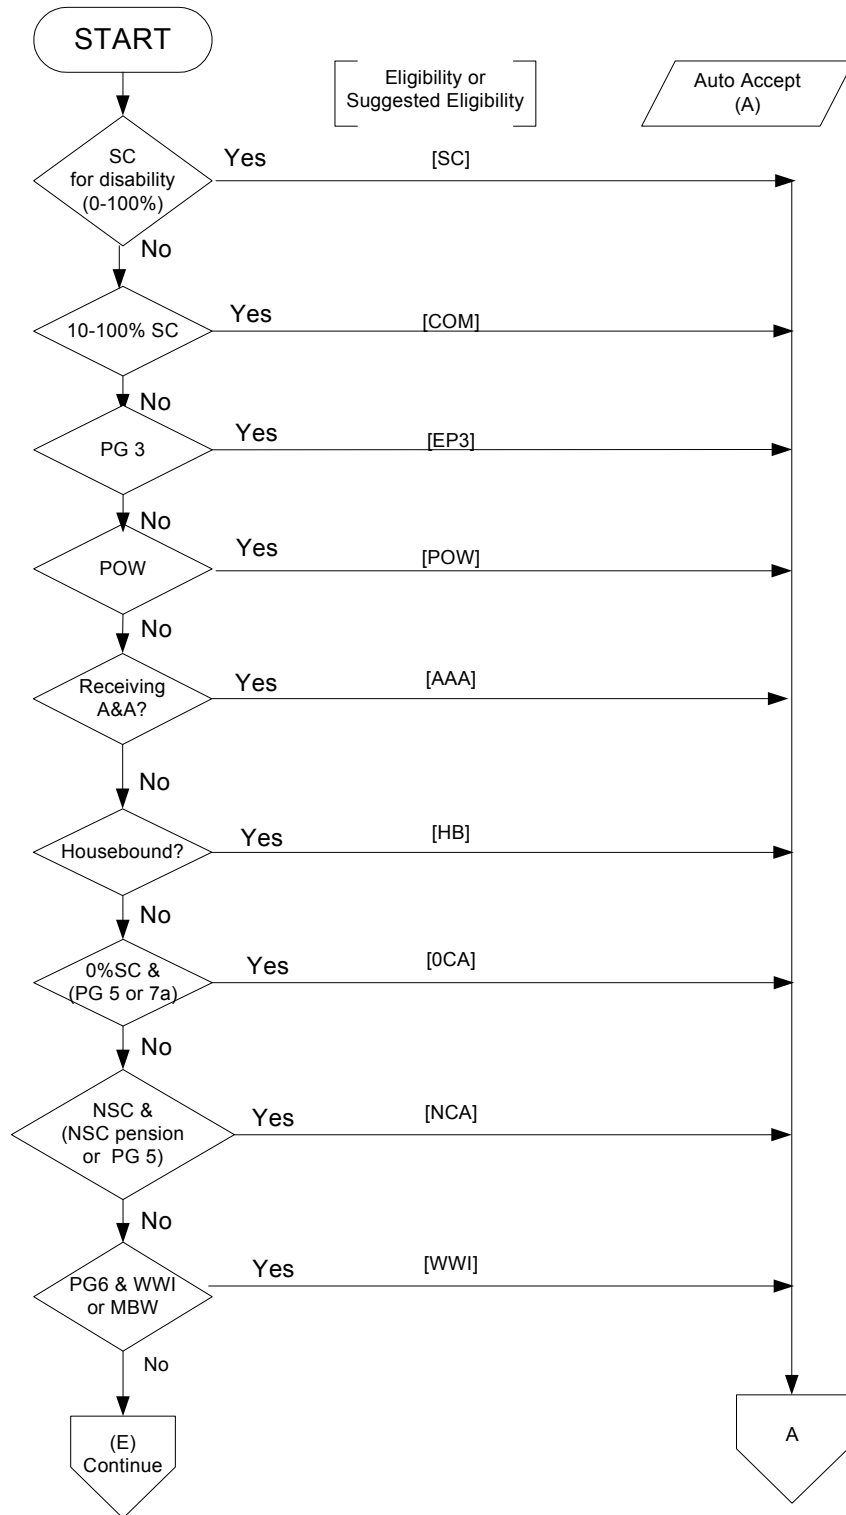 START
Eligibility or
Suggested Eligibility
Auto Accept
(A)
SC
for disability
(0-100%)
Yes
[SC]
No
10-100% SC
Yes
[COM]
No
PG 3
Yes
[EP3]
No
POW
Yes
[POW]
No
Receiving
A&A?
Yes
[AAA]
No
Housebound?
Yes
[HB]
No
0%SC &
(PG 5 or 7a)
Yes
[0CA]
No
NSC &
(NSC pension
or PG 5)
Yes
[NCA]
No
PG6 & WWI
or MBW
Yes
[WWI]
No
(E)
Continue
A